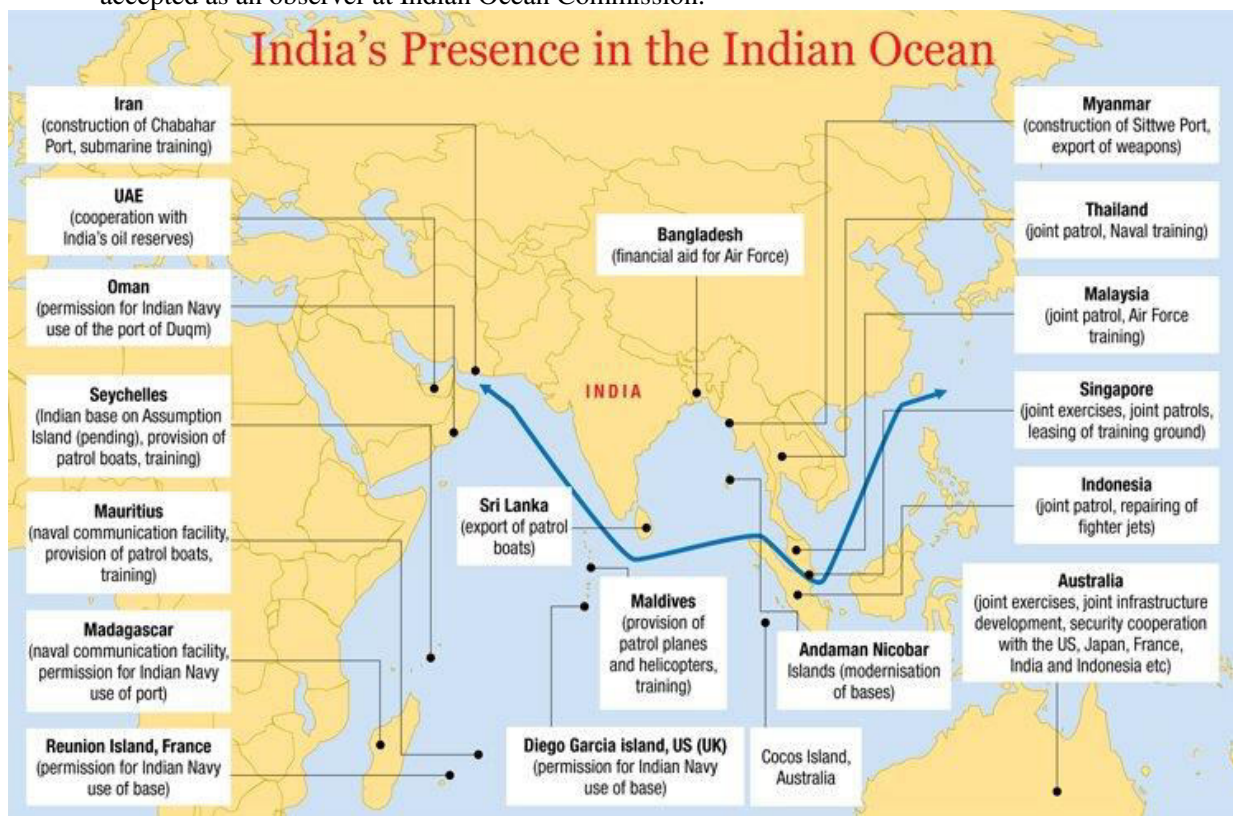 accepted as an observer at Indian Ocean Commission.
India's Presence in the Indian Ocean
Iran
(construction of Chabahar
Port, submarine training)
UAE
(cooperation with
India's oil reserves)
Oman
(permission for Indian Navy
use of the port of Duqm)
Seychelles
(Indian base on Assumption
Island (pending), provision of
patrol boats, training)
Mauritius
(naval communication facility,
provision of patrol boats,
training)
Madagascar
(naval communication facility,
permission for Indian Navy
use of port)
Reunion Island, France
(permission for Indian Navy
use of base)
Bangladesh
(financial aid for Air Force)
INDIA
Sri Lanka
(export of patrol
boats)
Maldives
(provision of
patrol planes
and helicopters,
training)
Diego Garcia island, US (UK)
(permission for Indian Navy
use of base)
Cocos Island,
Australia
Andaman Nicobar
Islands (modernisation
of bases)
Myanmar
(construction of Sittwe Port,
export of weapons)
Thailand
(joint patrol, Naval training)
Malaysia
(joint patrol, Air Force
training)
Singapore
(joint exercises, joint patrols,
leasing of training ground)
Indonesia
(joint patrol, repairing of
fighter jets)
Australia
(joint exercises, joint infrastructure
development, security cooperation
with the US, Japan, France,
India and Indonesia etc)